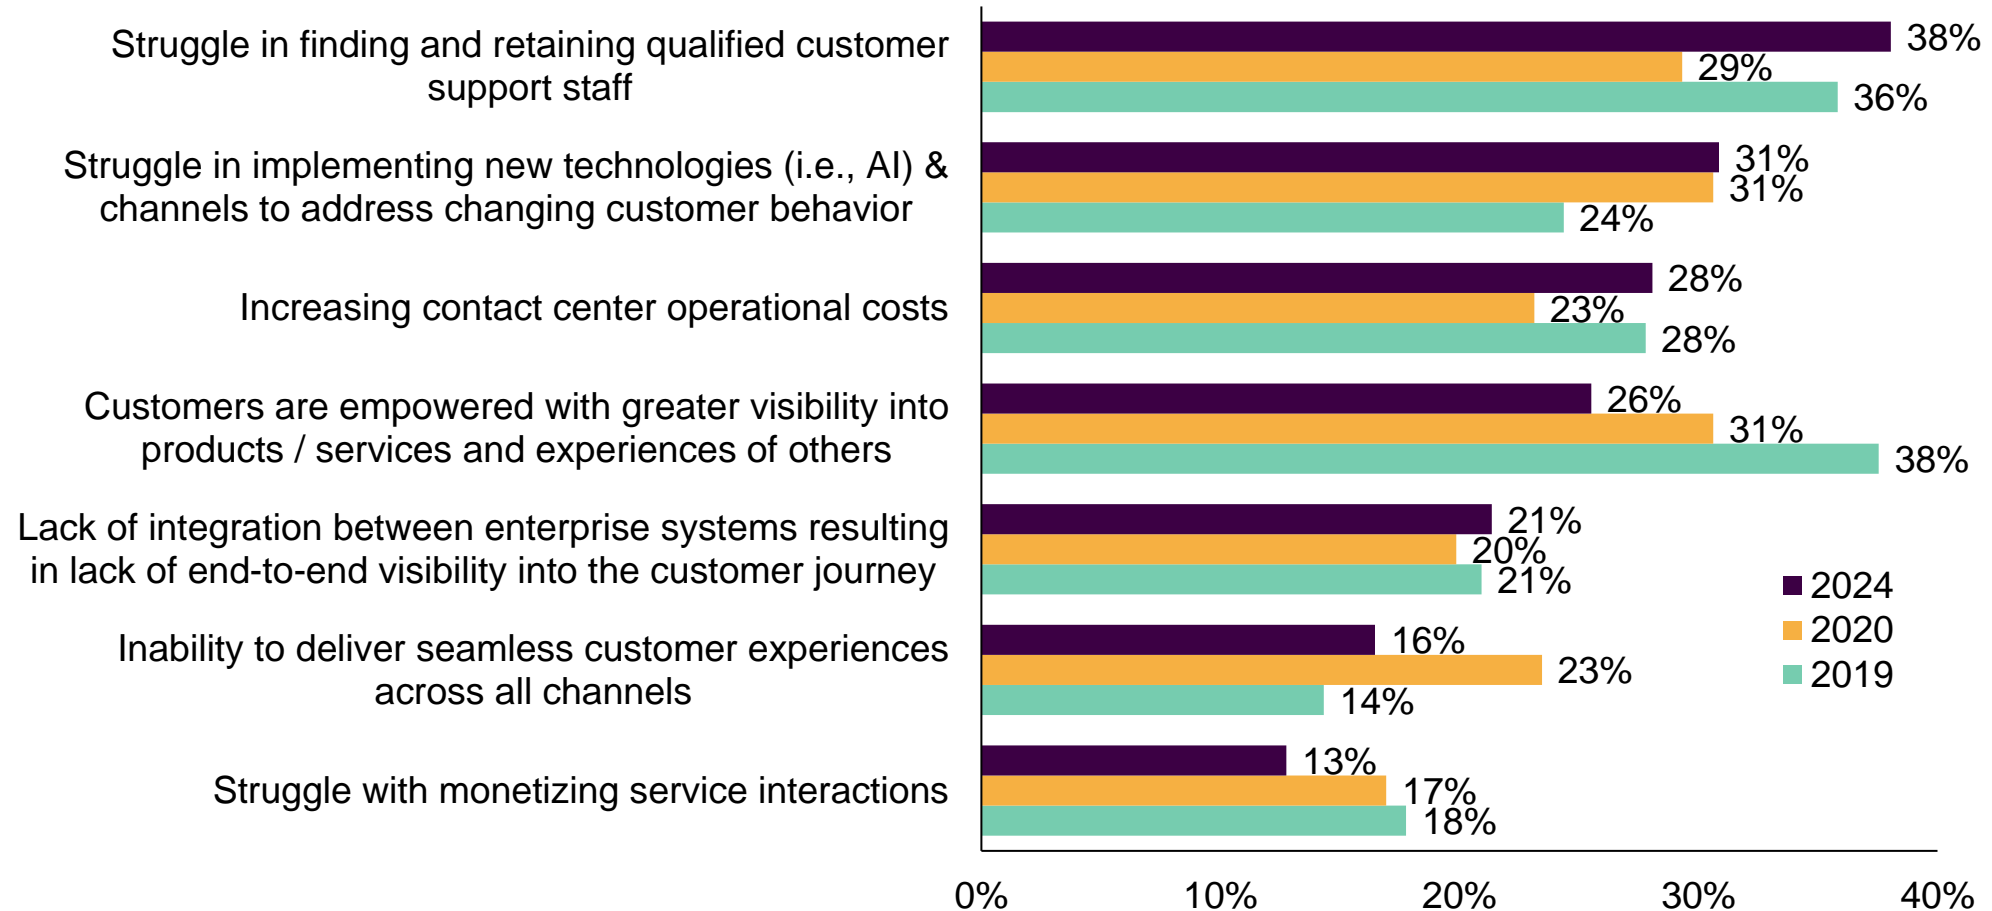 Struggle in finding and retaining qualified customer
support staff
38%
29%
36%
Struggle in implementing new technologies (i.e., AI) &
channels to address changing customer behavior
31%
31%
24%
Increasing contact center operational costs
28%
23%
28%
Customers are empowered with greater visibility into
products / services and experiences of others
26%
31%
38%
Lack of integration between enterprise systems resulting
in lack of end-to-end visibility into the customer journey
21%
20%
21%
Inability to deliver seamless customer experiences
across all channels
16%
23%
14%
Struggle with monetizing service interactions
13%
17%
18%
2024
2020
2019
0% 10% 20% 30% 40%